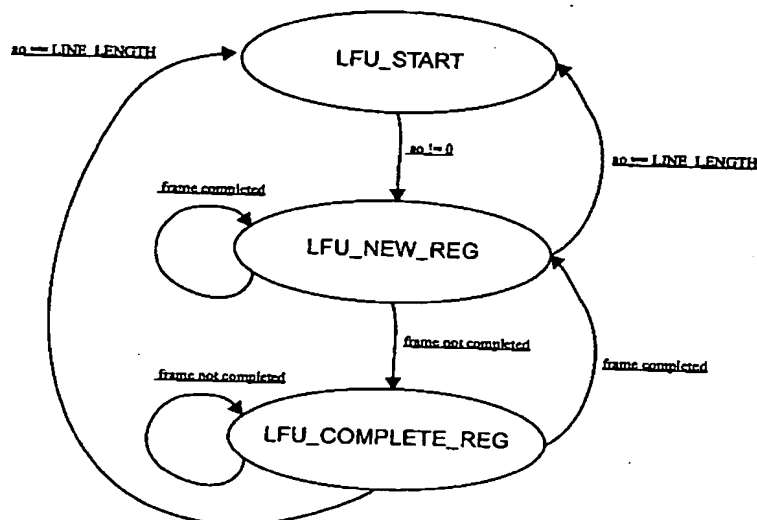 ao == LINE_LENGTH
LFU_START
ao != 0
ao == LINE_LENGTH
frame completed
LFU_NEW_REG
frame not completed
frame completed
frame not completed
LFU_COMPLETE_REG